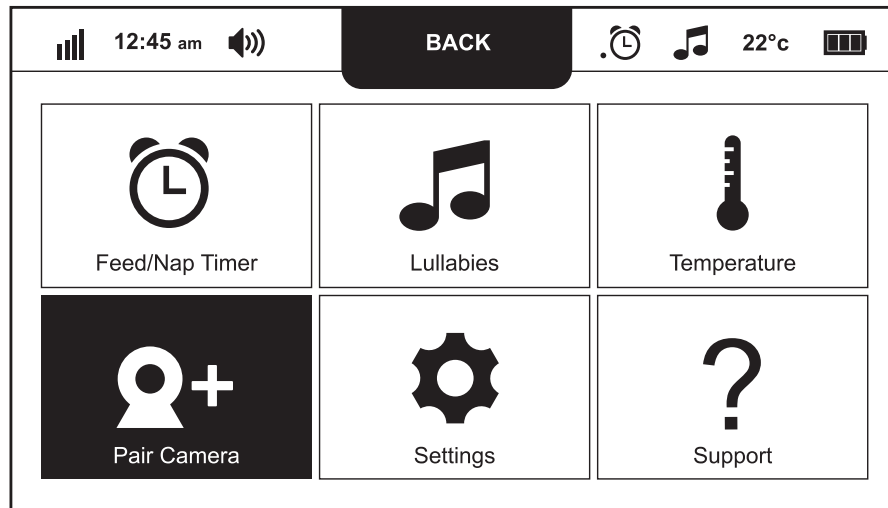 12:45 am BACK 22°c
Feed/Nap Timer Lullabies Temperature
Pair Camera Settings Support